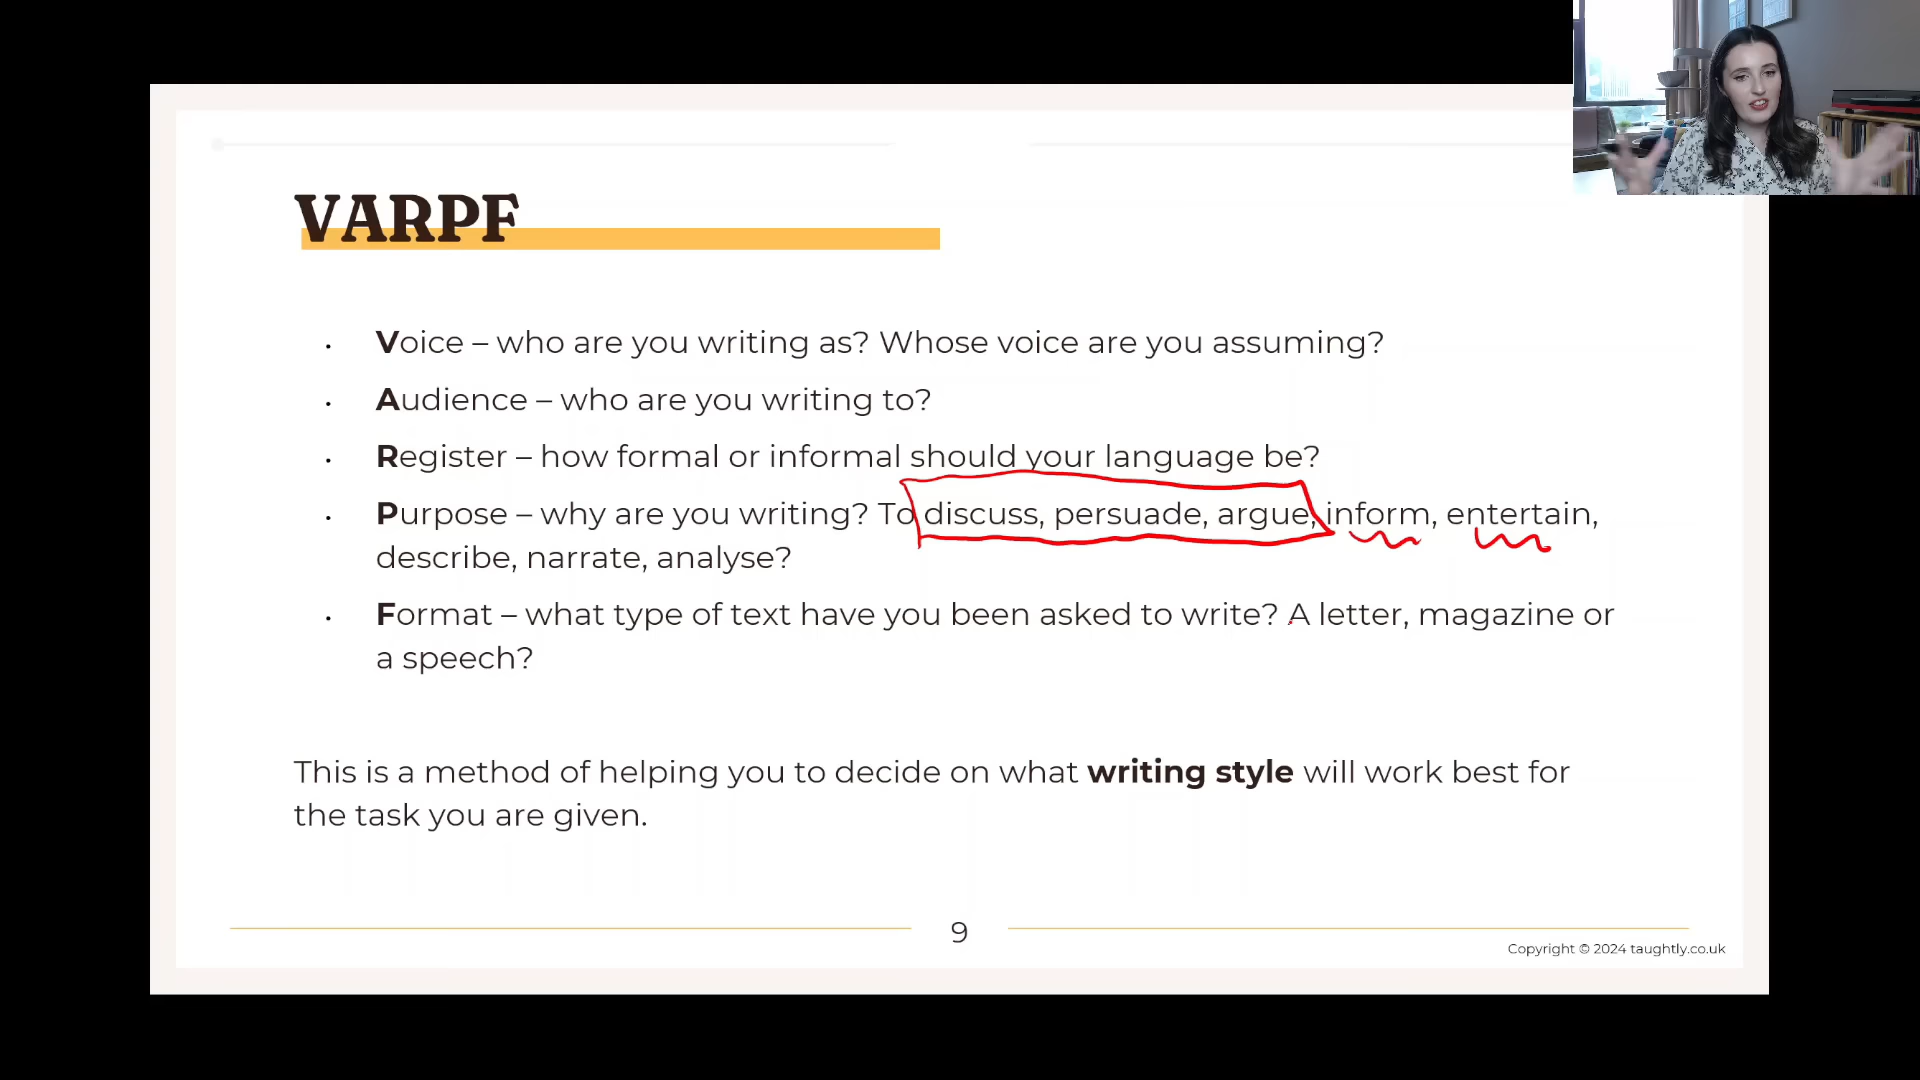 VARPF
• Voice – who are you writing as? Whose voice are you assuming?
• Audience – who are you writing to?
• Register – how formal or informal should your language be?
• Purpose – why are you writing? To discuss, persuade, argue, inform, entertain,
describe, narrate, analyse?
• Format – what type of text have you been asked to write? A letter, magazine or
a speech?
This is a method of helping you to decide on what writing style will work best for
the task you are given.
9
Copyright © 2024 taughtly.co.uk